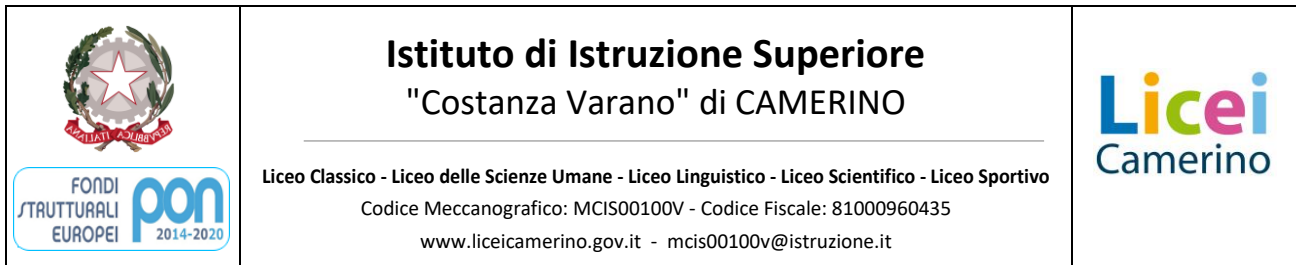 REPVBBLICA ITALIANA
FONDI
STRUTTURALI
EUROPEI
pon
2014-2020
Istituto di Istruzione Superiore
"Costanza Varano" di CAMERINO
Liceo Classico - Liceo delle Scienze Umane - Liceo Linguistico - Liceo Scientifico - Liceo Sportivo
Codice Meccanografico: MCIS00100V - Codice Fiscale: 81000960435
www.liceicamerino.gov.it - mcis00100v@istruzione.it
Licei
Camerino